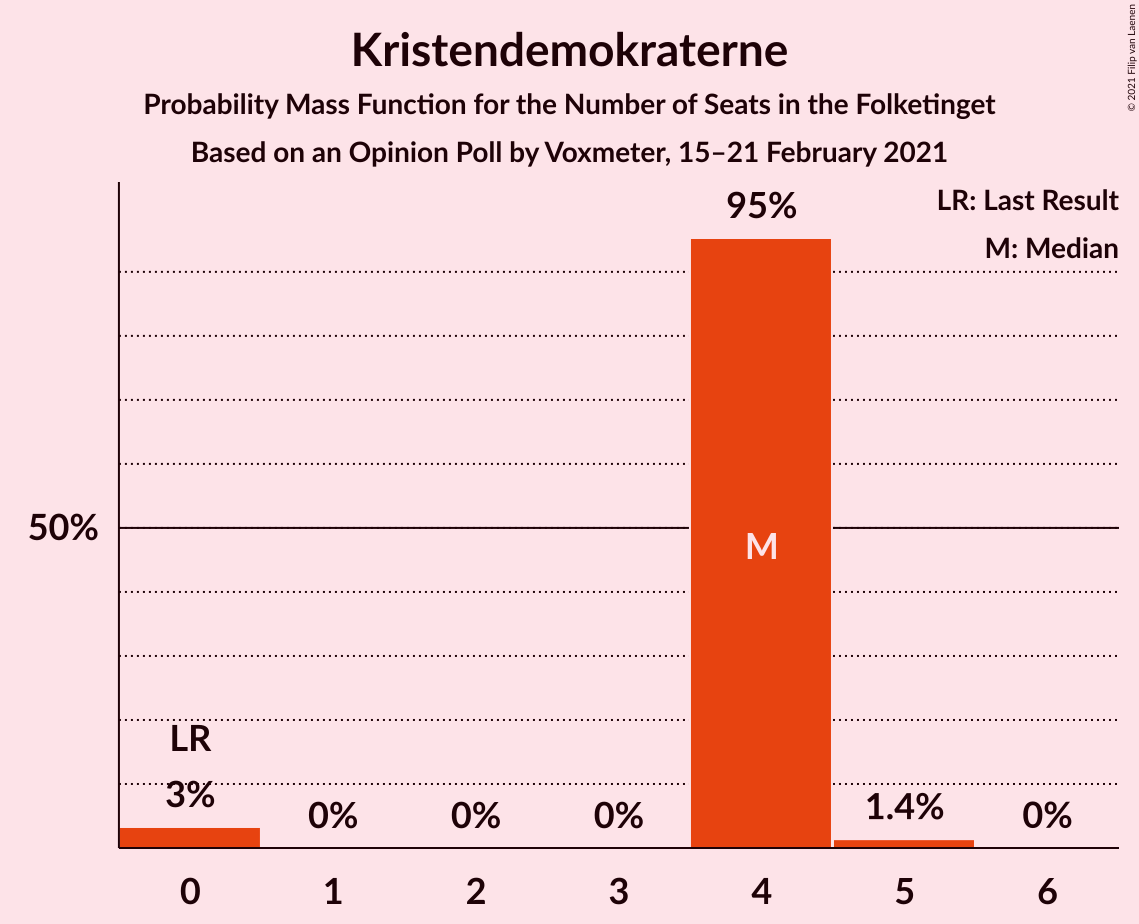 Kristendemokraterne
Probability Mass Function for the Number of Seats in the Folketinget
Based on an Opinion Poll by Voxmeter, 15–21 February 2021
© 2021 Filip van Laenen
LR: Last Result
M: Median
95%
50%
M
LR
3%
0%
0%
0%
1.4%
0%
0
1
2
3
4
5
6